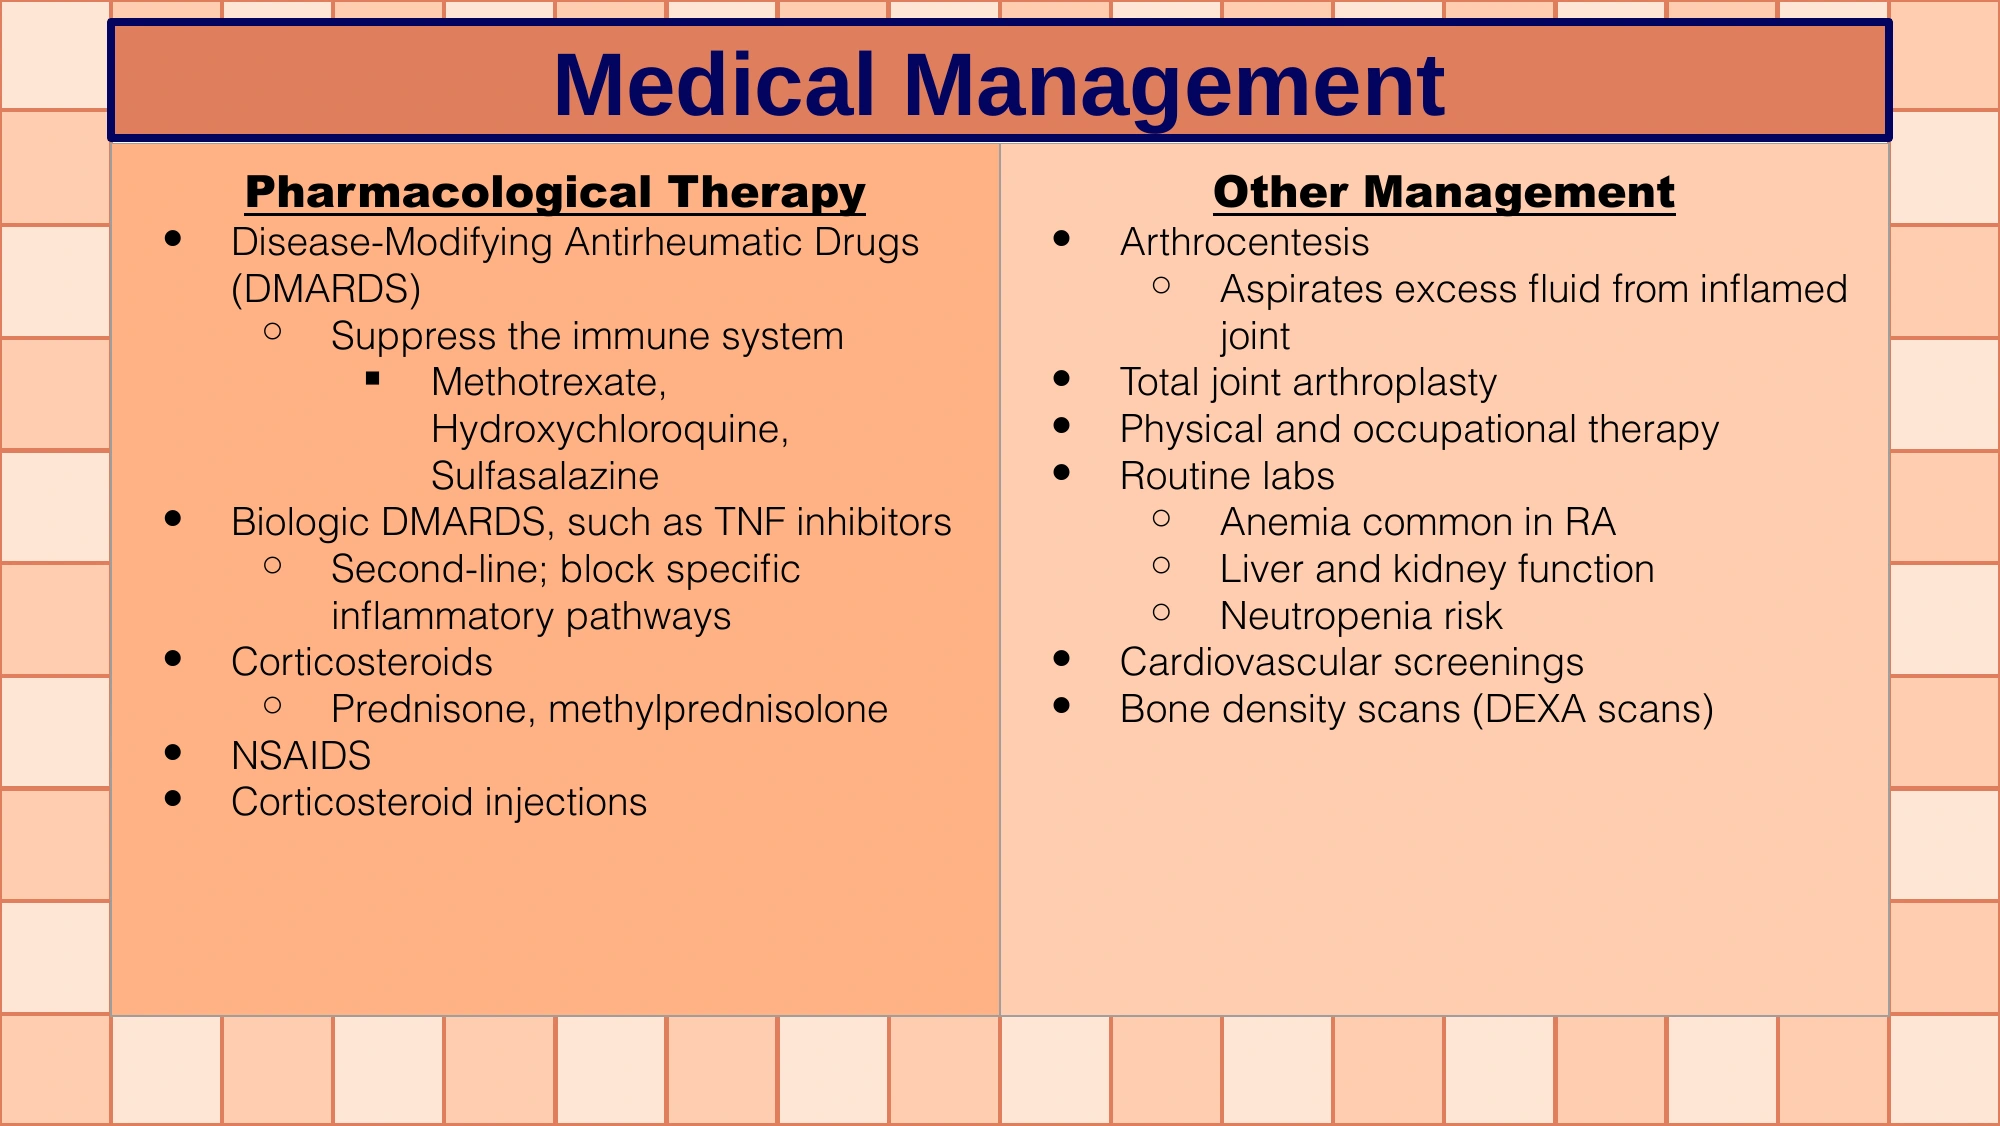 Medical Management
Pharmacological Therapy
● Disease-Modifying Antirheumatic Drugs
(DMARDS)
○ Suppress the immune system
■ Methotrexate,
Hydroxychloroquine,
Sulfasalazine
● Biologic DMARDS, such as TNF inhibitors
○ Second-line; block specific
inflammatory pathways
● Corticosteroids
○ Prednisone, methylprednisolone
● NSAIDS
● Corticosteroid injections
Other Management
● Arthrocentesis
○ Aspirates excess fluid from inflamed
joint
● Total joint arthroplasty
● Physical and occupational therapy
● Routine labs
○ Anemia common in RA
○ Liver and kidney function
○ Neutropenia risk
● Cardiovascular screenings
● Bone density scans (DEXA scans)